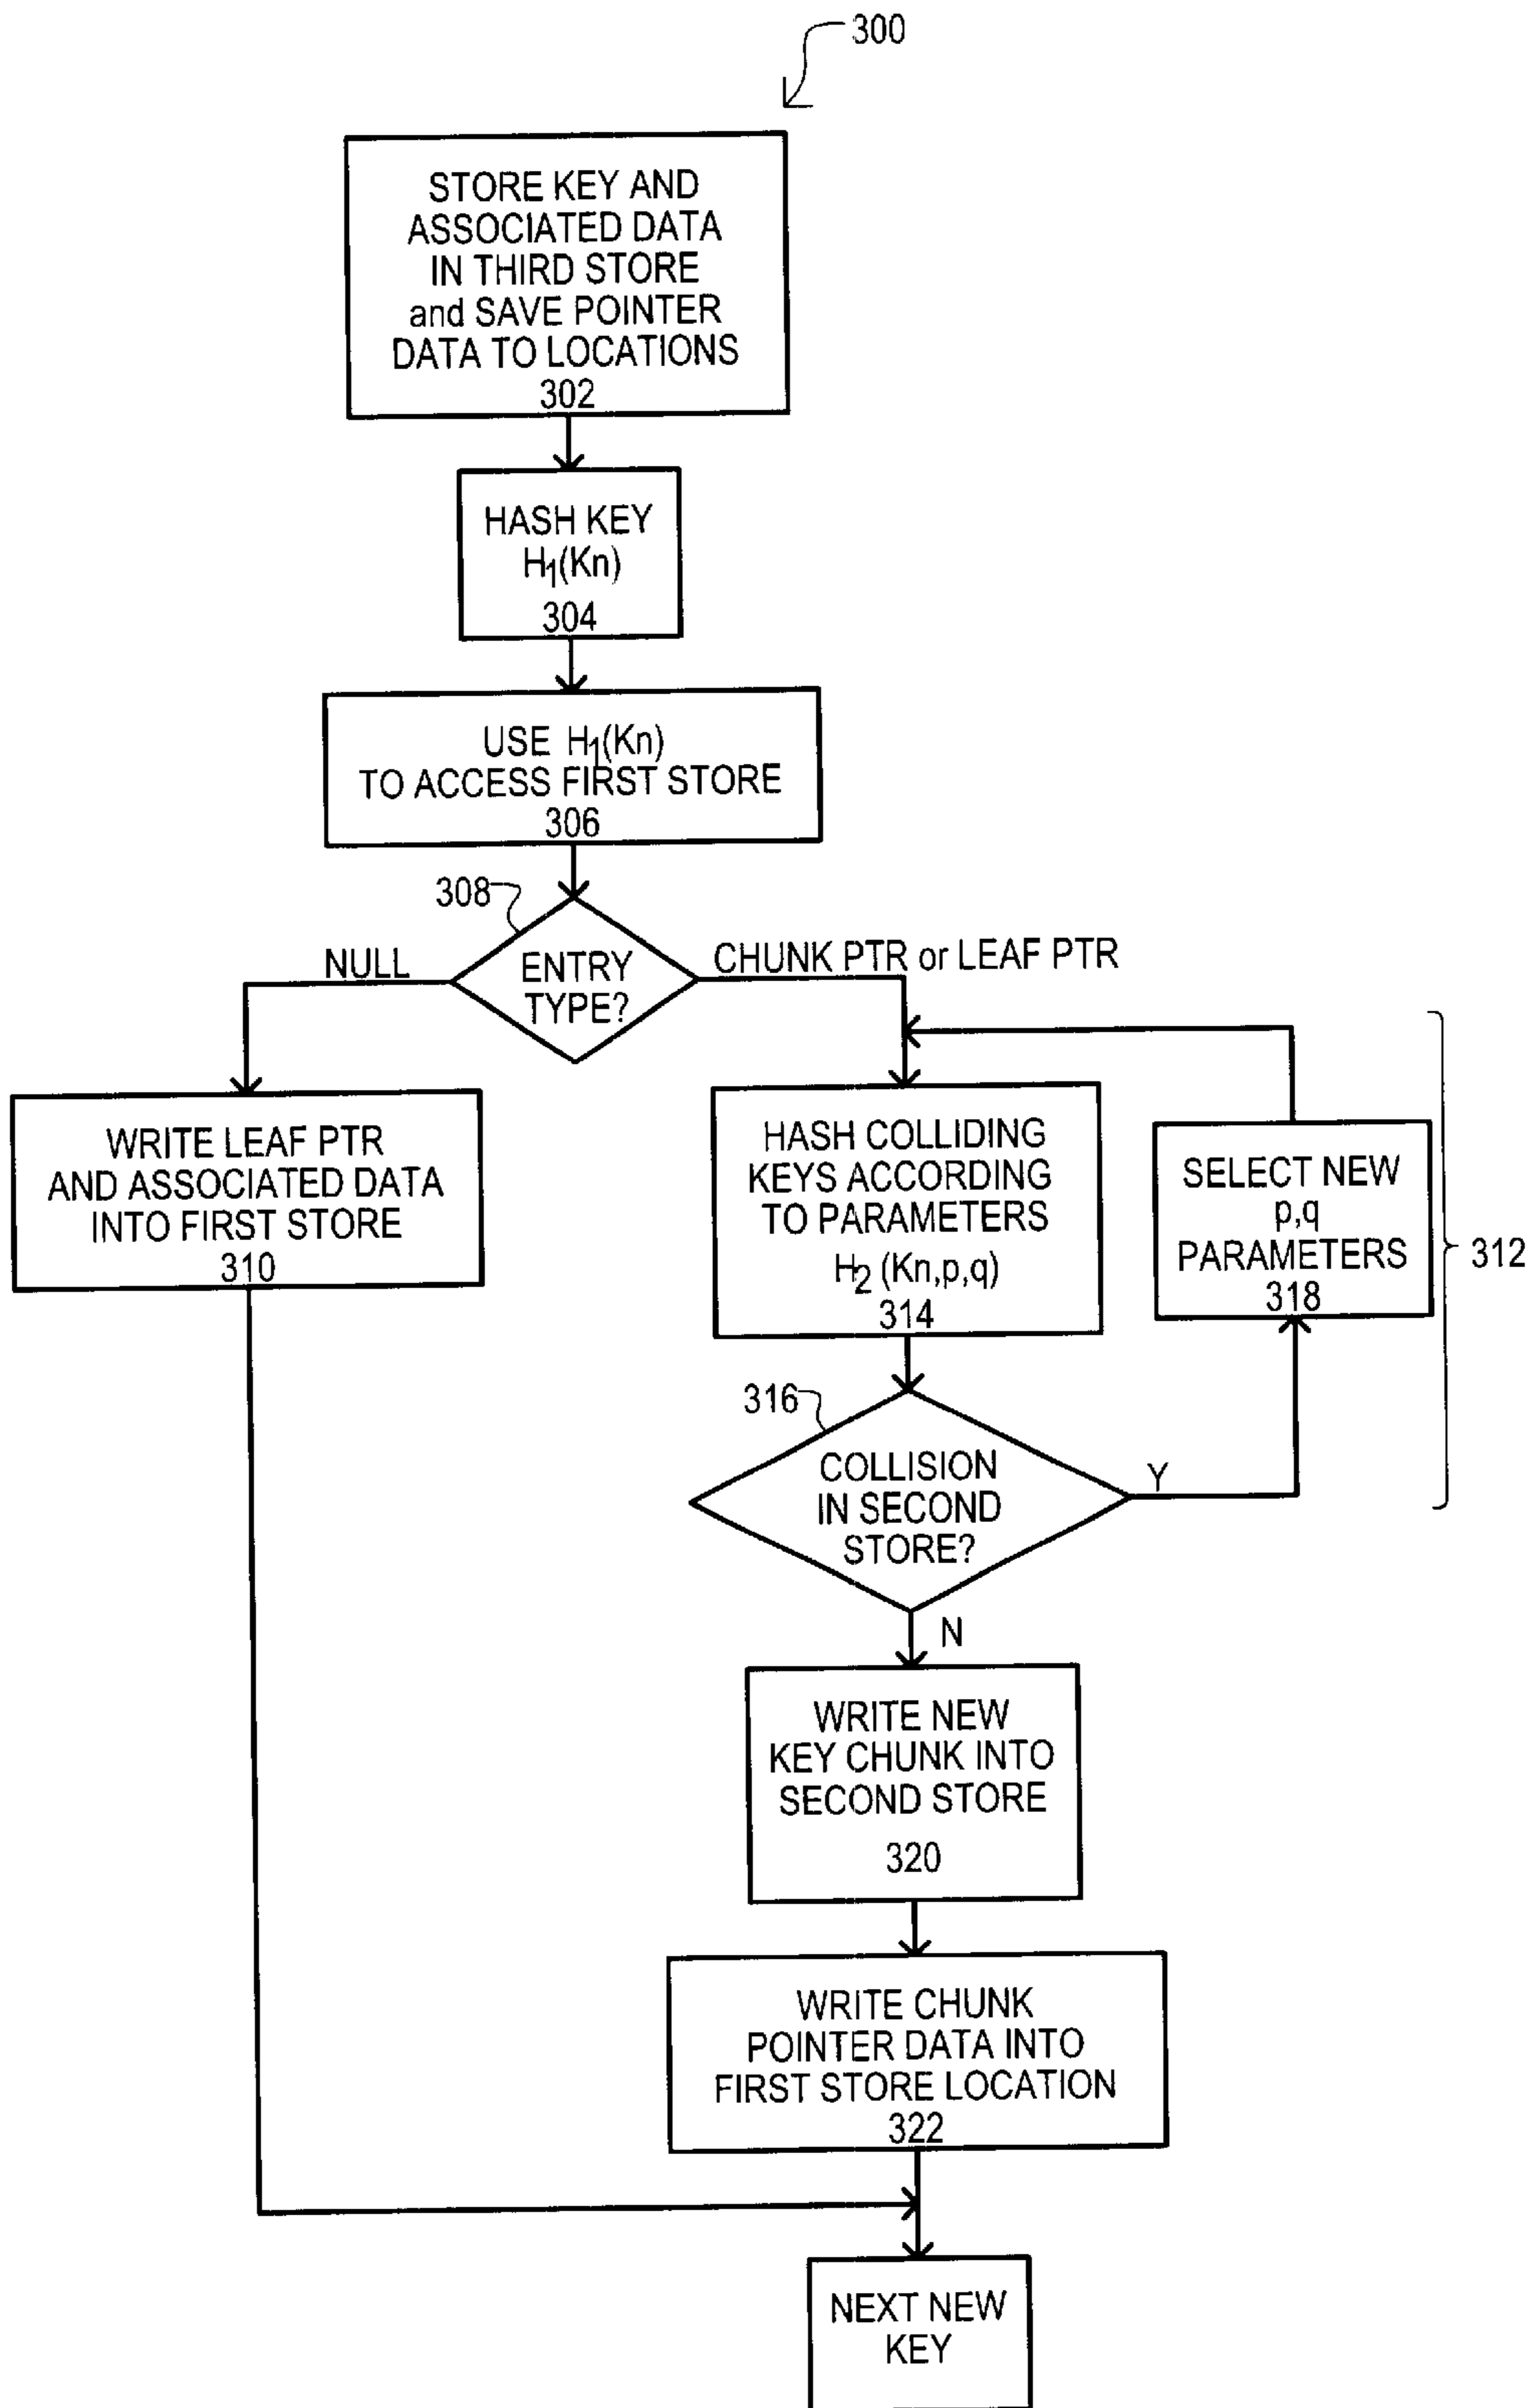 300
STORE KEY AND
ASSOCIATED DATA
IN THIRD STORE
and SAVE POINTER
DATA TO LOCATIONS
302
HASH KEY
H1(Kn)
304
USE H1(Kn)
TO ACCESS FIRST STORE
306
308
ENTRY
TYPE?
NULL
CHUNK PTR or LEAF PTR
WRITE LEAF PTR
AND ASSOCIATED DATA
INTO FIRST STORE
310
HASH COLLIDING
KEYS ACCORDING
TO PARAMETERS
H2 (Kn,p,q)
314
SELECT NEW
p,q
PARAMETERS
318
312
316
COLLISION
IN SECOND
STORE?
Y
N
WRITE NEW
KEY CHUNK INTO
SECOND STORE
320
WRITE CHUNK
POINTER DATA INTO
FIRST STORE LOCATION
322
NEXT NEW
KEY